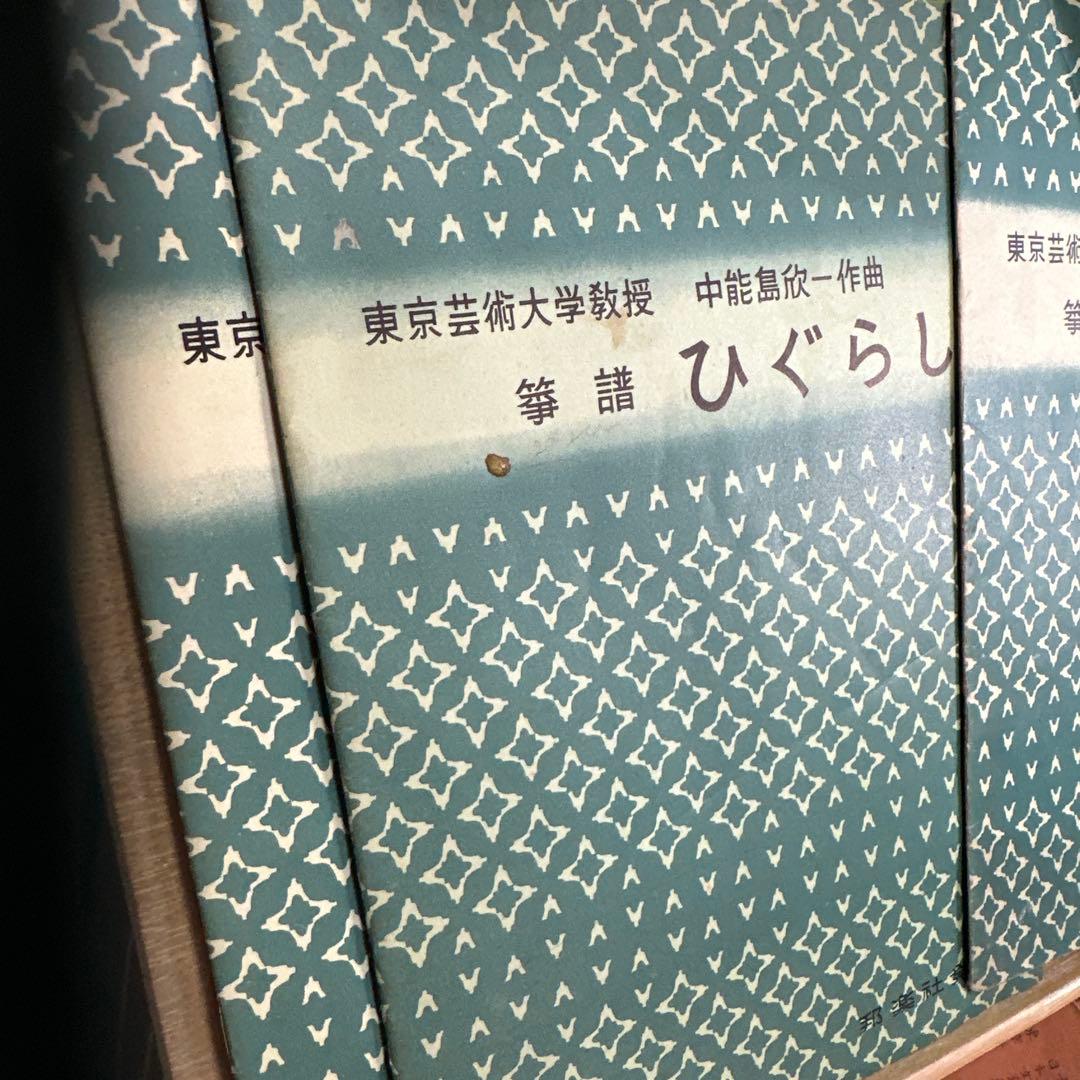 東京
東京芸術大学教授 中能島欣一作曲
箏譜 ひぐらし
邦楽社
東京芸術
箏